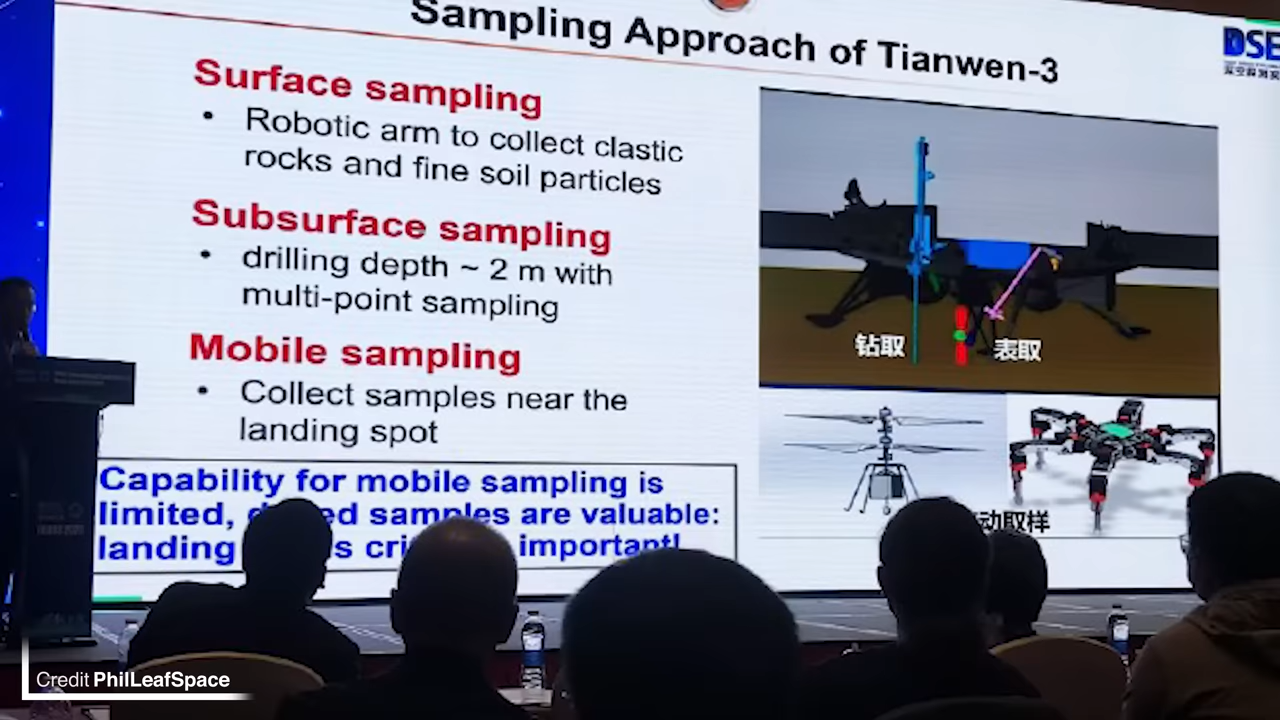 Sampling Approach of Tianwen-3
Surface sampling
• Robotic arm to collect clastic
rocks and fine soil particles
Subsurface sampling
• drilling depth ~ 2 m with
multi-point sampling
Mobile sampling
• Collect samples near the
landing spot
Capability for mobile sampling is
limited, samples are valuable:
landing important!
DSE
钻取
表取
动取样
Credit PhilLeafSpace